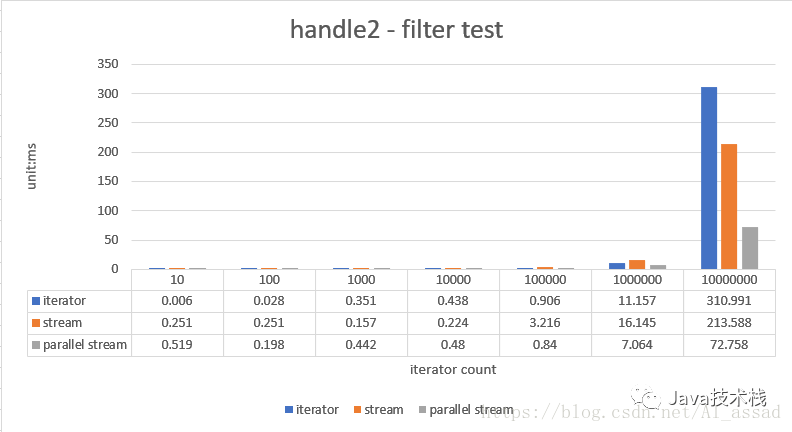 handle2 - filter test
350
300
250
200
150
100
50
0
unit:ms
10 100 1000 10000 100000 1000000 10000000
iterator 0.006 0.028 0.351 0.438 0.906 11.157 310.991
stream 0.251 0.251 0.157 0.224 3.216 16.145 213.588
parallel stream 0.519 0.198 0.442 0.48 0.84 7.064 72.758
iterator count
iterator stream parallel stream
Java技术栈
https://blog.csdn.net/Al_assad